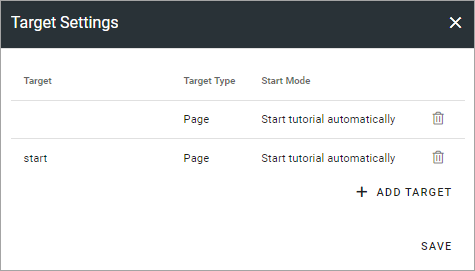 Target Settings
Target Target Type Start Mode
Page Start tutorial automatically
start Page Start tutorial automatically
ADD TARGET
SAVE